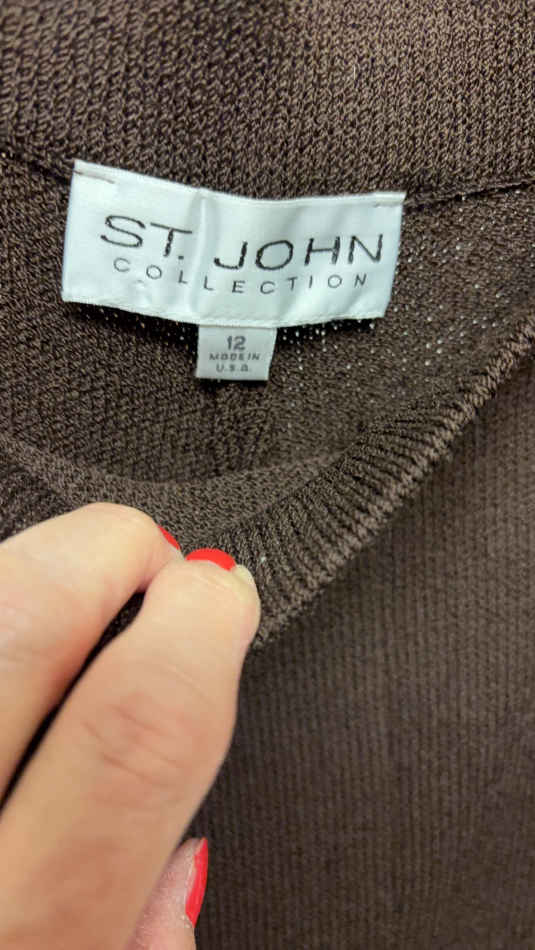 ST. JOHN
COLLECTION
12
MADE IN
U.S.A.